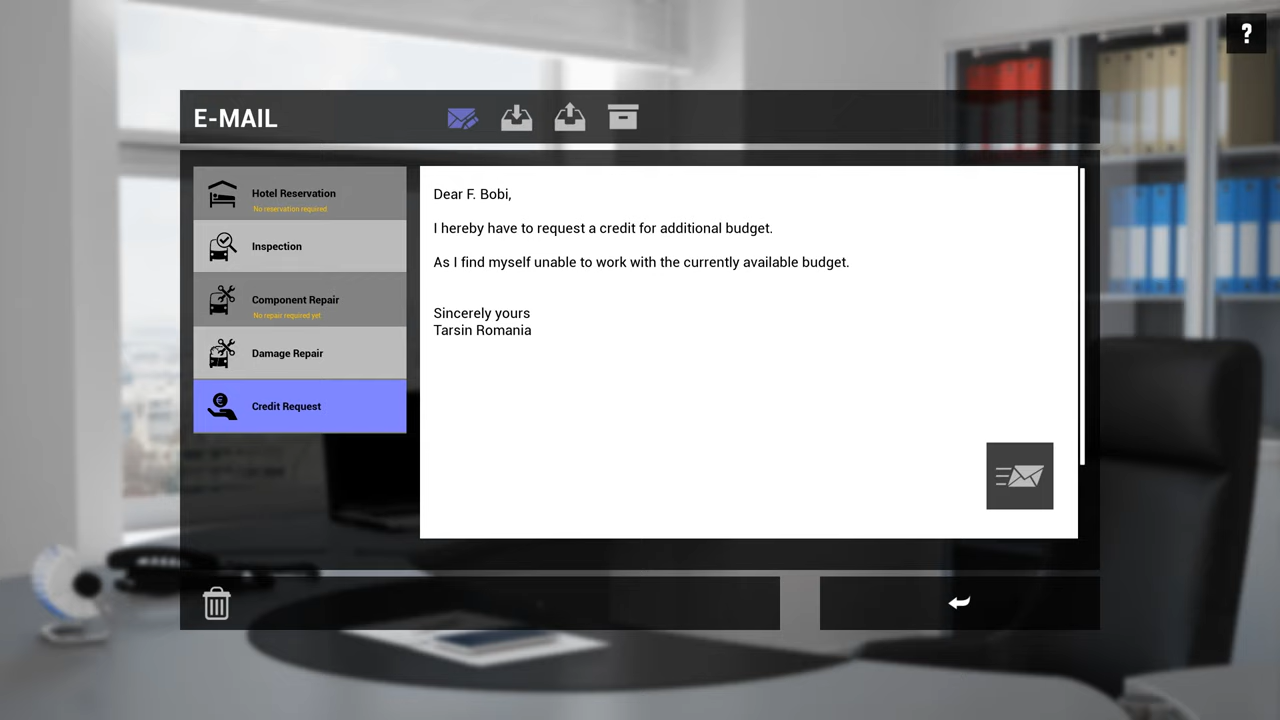 ?
E-MAIL
Hotel Reservation
No reservation required
Inspection
Component Repair
No repair required yet
Damage Repair
Credit Request
Dear F. Bobi,
I hereby have to request a credit for additional budget.
As I find myself unable to work with the currently available budget.
Sincerely yours
Tarsin Romania